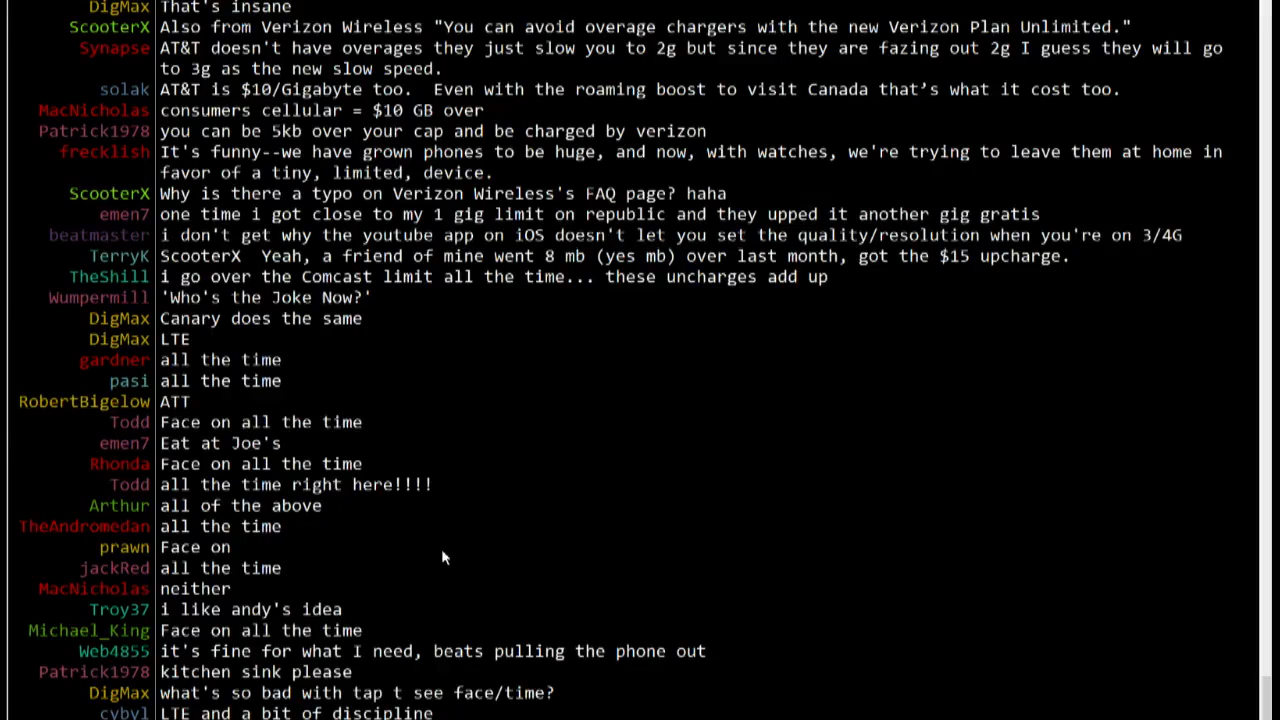 DigMax That's insane
ScooterX Also from Verizon Wireless "You can avoid overage chargers with the new Verizon Plan Unlimited."
Synapse AT&T doesn't have overages they just slow you to 2g but since they are fazing out 2g I guess they will go
to 3g as the new slow speed.
solak AT&T is $10/Gigabyte too.  Even with the roaming boost to visit Canada that’s what it cost too.
MacNicholas consumers cellular = $10 GB over
Patrick1978 you can be 5kb over your cap and be charged by verizon
frecklish It's funny--we have grown phones to be huge, and now, with watches, we're trying to leave them at home in
favor of a tiny, limited, device.
ScooterX Why is there a typo on Verizon Wireless's FAQ page? haha
emen7 one time i got close to my 1 gig limit on republic and they upped it another gig gratis
beatmaster i don't get why the youtube app on iOS doesn't let you set the quality/resolution when you're on 3/4G
TerryK ScooterX  Yeah, a friend of mine went 8 mb (yes mb) over last month, got the $15 upcharge.
TheShill i go over the Comcast limit all the time... these uncharges add up
Wumpermill 'Who's the Joke Now?'
DigMax Canary does the same
DigMax LTE
gardner all the time
pasi all the time
RobertBigelow ATT
Todd Face on all the time
emen7 Eat at Joe's
Rhonda Face on all the time
Todd all the time right here!!!!
Arthur all of the above
TheAndromedan all the time
prawn Face on
jackRed all the time
MacNicholas neither
Troy37 i like andy's idea
Michael_King Face on all the time
Web4855 it's fine for what I need, beats pulling the phone out
Patrick1978 kitchen sink please
DigMax what's so bad with tap t see face/time?
cybyl LTE and a bit of discipline